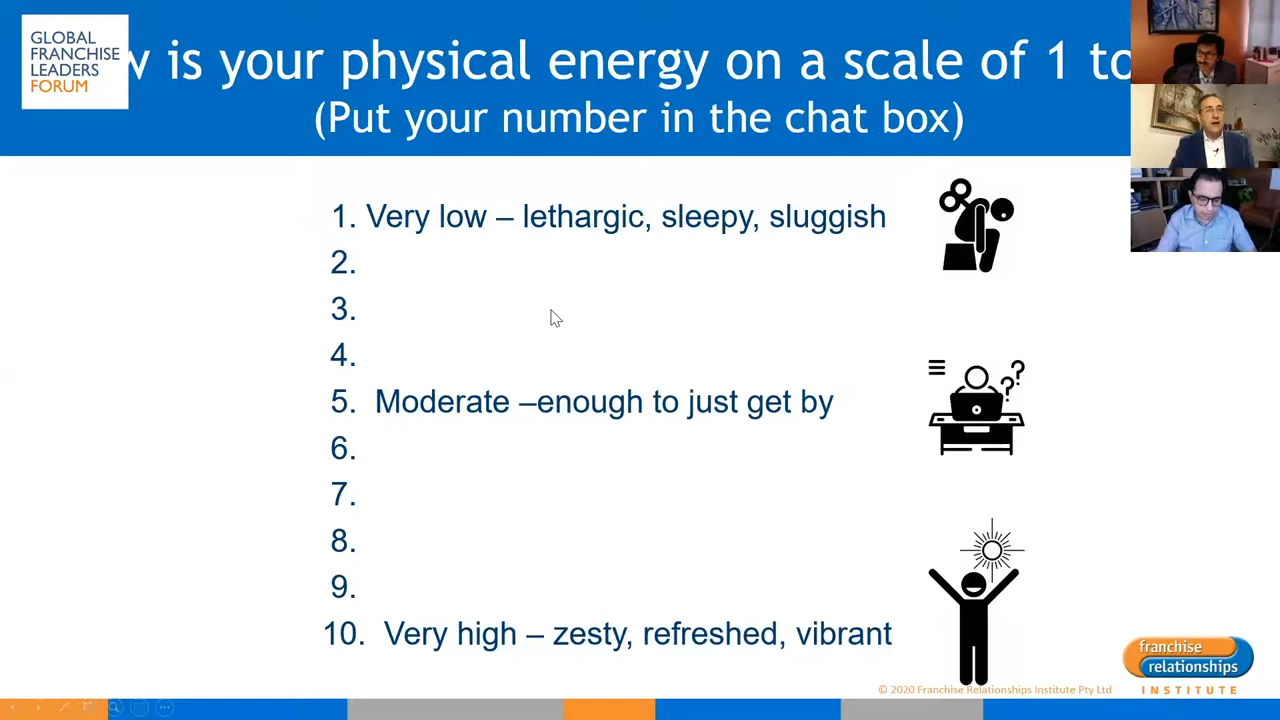 GLOBAL
FRANCHISE
LEADERS
FORUM
is your physical energy on a scale of 1 to
(Put your number in the chat box)
1. Very low – lethargic, sleepy, sluggish
2.
3.
4.
5. Moderate –enough to just get by
6.
7.
8.
9.
10. Very high – zesty, refreshed, vibrant
franchise
relationships
INSTITUTE
© 2020 Franchise Relationships Institute Pty Ltd